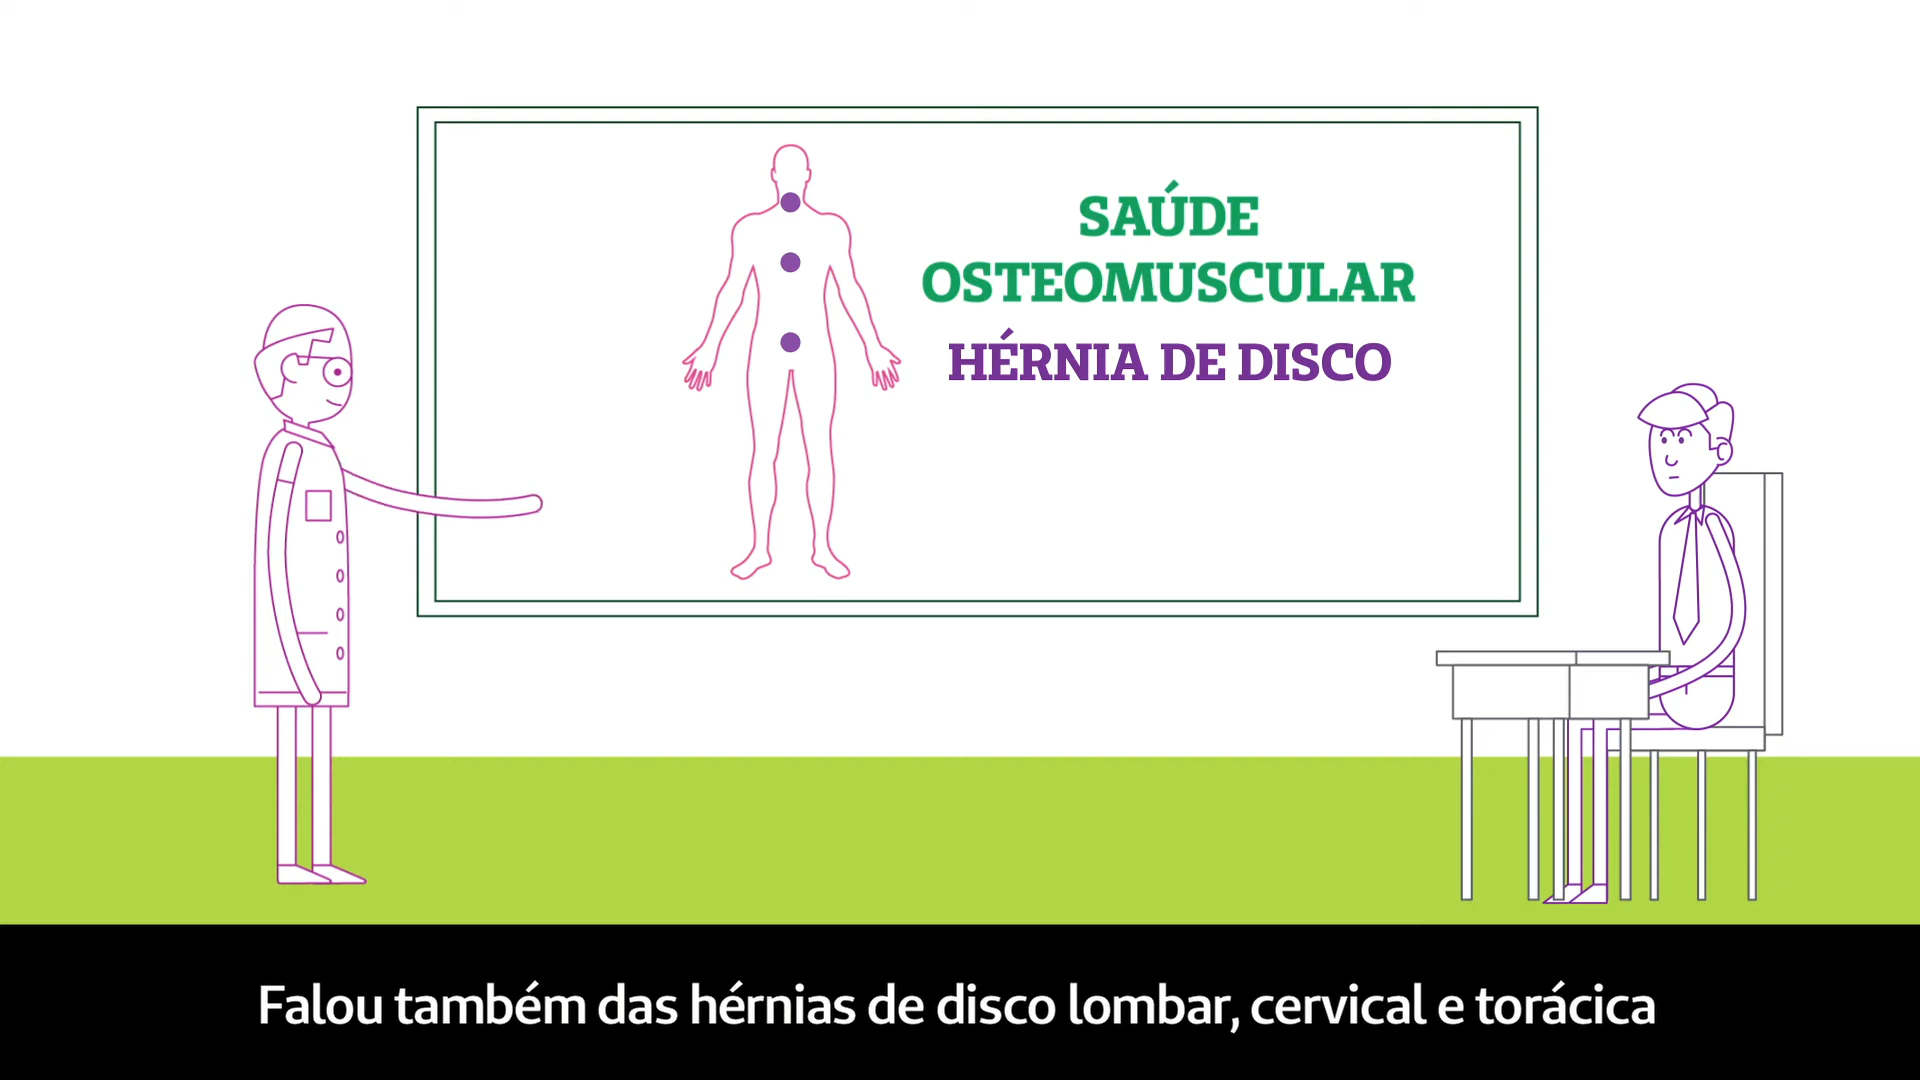 SAÚDE
OSTEOMUSCULAR
HÉRNIA DE DISCO
Falou também das hérnias de disco lombar, cervical e torácica